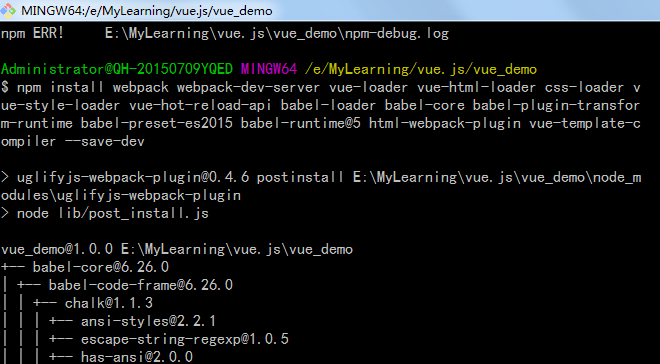 MINGW64:/e/MyLearning/vue.js/vue_demo
npm ERR!     E:\MyLearning\vue.js\vue_demo\npm-debug.log
Administrator@QH-20150709YQED MINGW64 /e/MyLearning/vue.js/vue_demo
$ npm install webpack webpack-dev-server vue-loader vue-html-loader css-loader v
ue-style-loader vue-hot-reload-api babel-loader babel-core babel-plugin-transfor
m-runtime babel-preset-es2015 babel-runtime@5 html-webpack-plugin vue-template-c
ompiler --save-dev
> uglifyjs-webpack-plugin@0.4.6 postinstall E:\MyLearning\vue.js\vue_demo\node_m
odules\uglifyjs-webpack-plugin
> node lib/post_install.js
vue_demo@1.0.0 E:\MyLearning\vue.js\vue_demo
+-- babel-core@6.26.0
| +-- babel-code-frame@6.26.0
| | +-- chalk@1.1.3
| | | +-- ansi-styles@2.2.1
| | | +-- escape-string-regexp@1.0.5
| | | +-- has-ansi@2.0.0